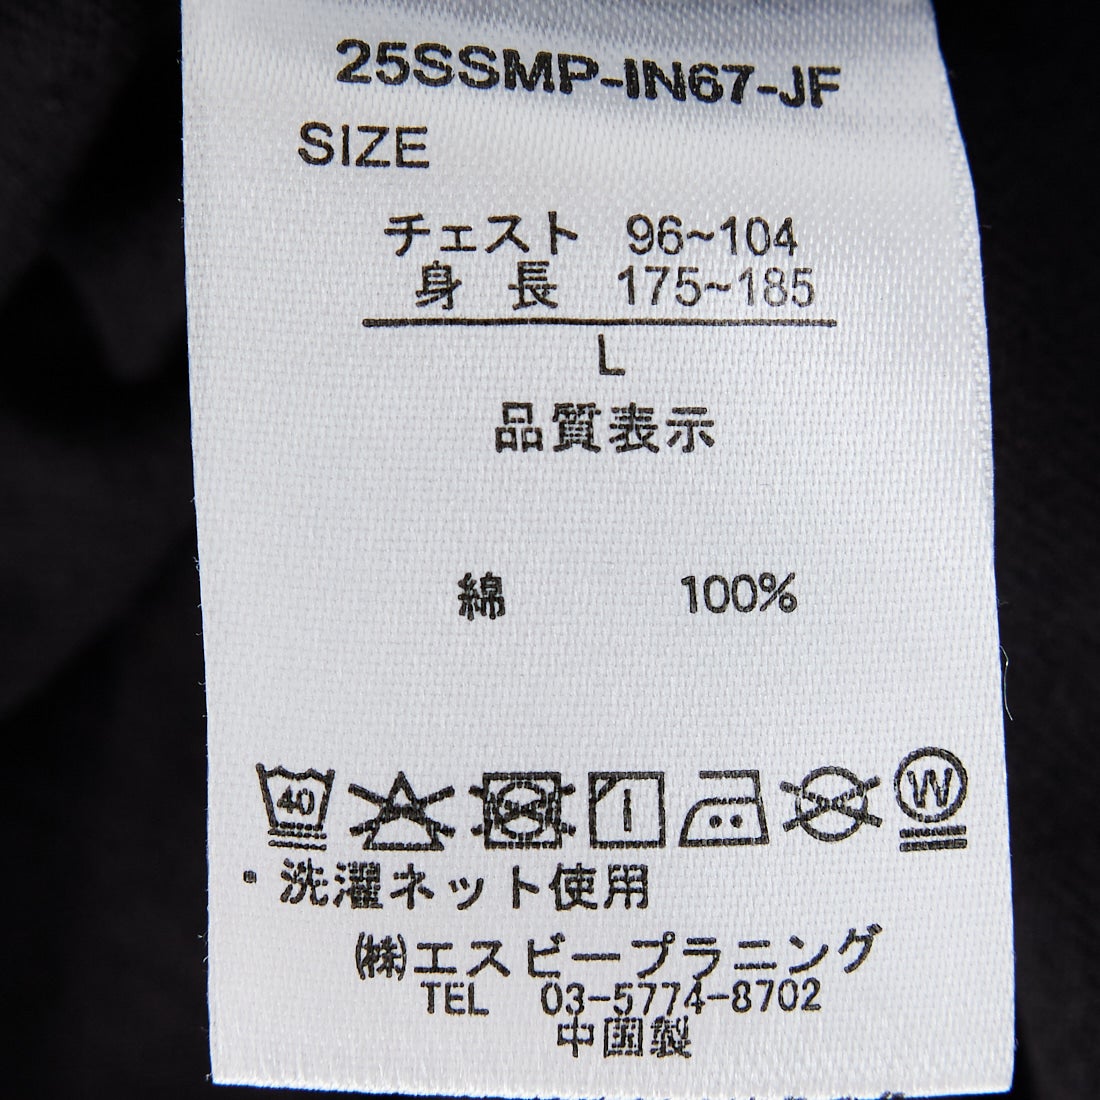 25SSMP-IN67-JF
SIZE
チェスト 96~104
身長 175~185
L
品質表示
綿 100%
40 W
・洗濯ネット使用
㈱エスピープラニング
TEL 03-5774-8702
中国製